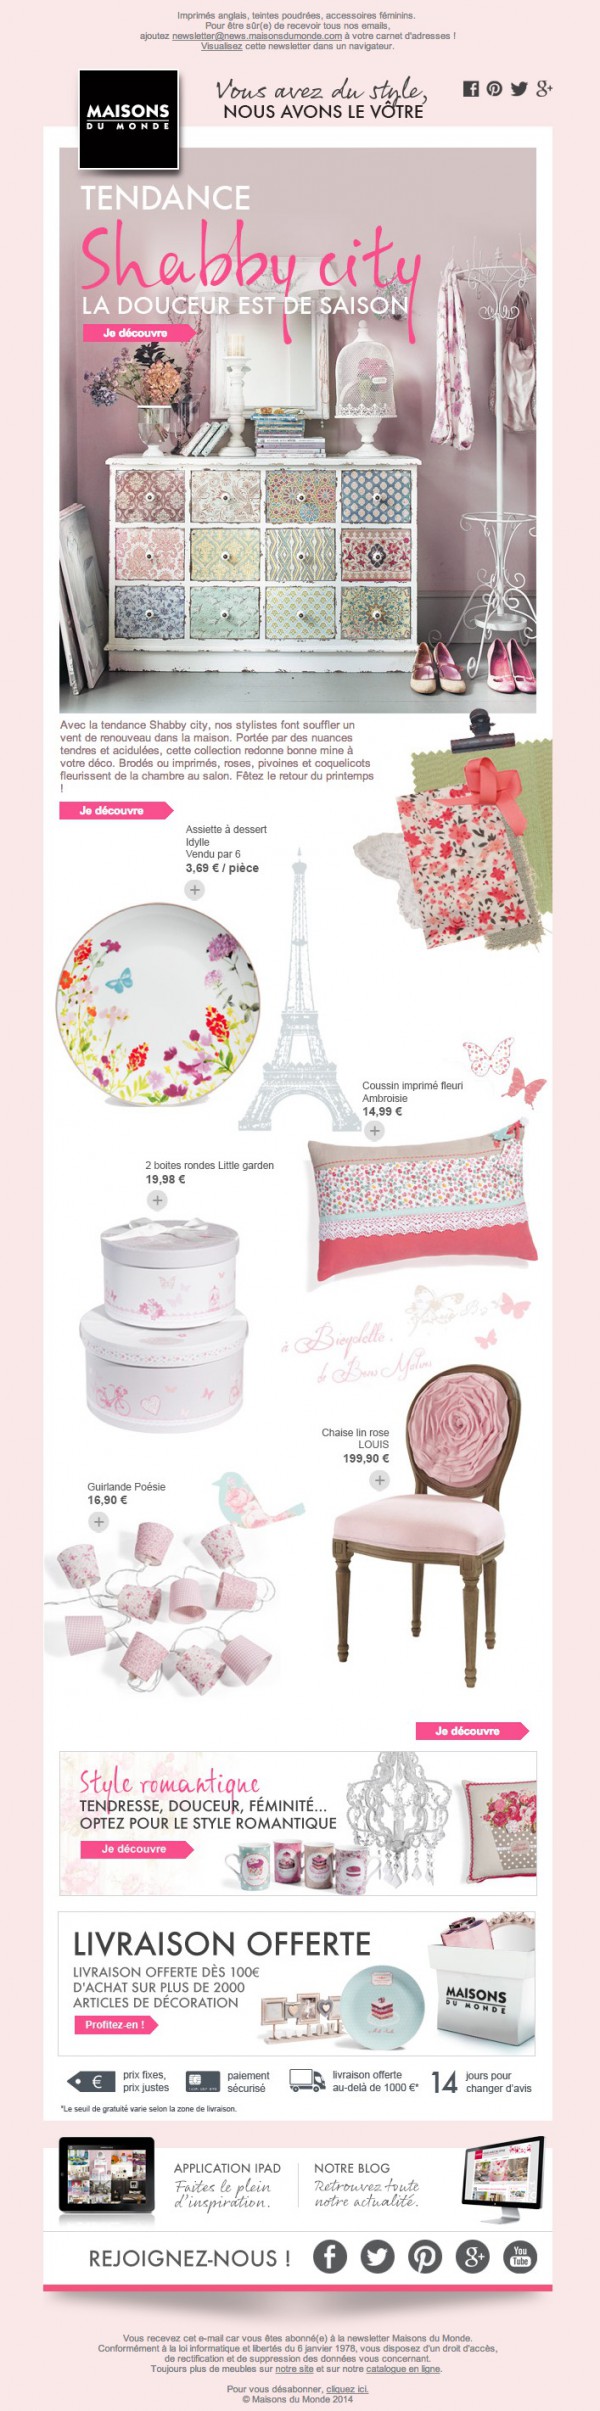 Imprimés anglais, teintes poudrées, accessoires féminins.
Pour être sûr(e) de recevoir tous nos emails,
ajoutez newsletter@news.maisonsdumonde.com à votre carnet d'adresses !
Visualisez cette newsletter dans un navigateur.
MAISONS
DU MONDE
Vous avez du style,
NOUS AVONS LE VÔTRE
TENDANCE
Shabby city
LA DOUCEUR EST DE SAISON
Je découvre
Avec la tendance Shabby city, nos stylistes font souffler un
vent de renouveau dans la maison. Portée par des nuances
tendres et acidulées, cette collection redonne bonne mine à
votre déco. Brodés ou imprimés, roses, pivoines et coquelicots
fleurissent de la chambre au salon. Fêtez le retour du printemps
!
Je découvre
Assiette à dessert
Idylle
Vendu par 6
3,69 € / pièce
+
Coussin imprimé fleuri
Ambroisie
14,99 €
+
2 boites rondes Little garden
19,98 €
+
à Bicyclette,
de Bons Matins
Chaise lin rose
LOUIS
199,90 €
+
Guirlande Poésie
16,90 €
+
Je découvre
Style romantique
TENDRESSE, DOUCEUR, FÉMINITÉ...
OPTEZ POUR LE STYLE ROMANTIQUE
Je découvre
LIVRAISON OFFERTE
LIVRAISON OFFERTE DÈS 100€
D'ACHAT SUR PLUS DE 2000
ARTICLES DE DÉCORATION
Profitez-en !
MAISONS
DU MONDE
€ prix fixes,
prix justes
paiement
sécurisé
livraison offerte
au-delà de 1000 €*
14 jours pour
changer d'avis
*Le seuil de gratuité varie selon la zone de livraison.
APPLICATION IPAD
Faites le plein
d'inspiration.
NOTRE BLOG
Retrouvez toute
notre actualité.
REJOIGNEZ-NOUS !
You
Tube
Vous recevez cet e-mail car vous êtes abonné(e) à la newsletter Maisons du Monde.
Conformément à la loi informatique et libertés du 6 janvier 1978, vous disposez d'un droit d'accès,
de rectification et de suppression des données vous concernant.
Toujours plus de meubles sur notre site et sur notre catalogue en ligne.
Pour vous désabonner, cliquez ici.
© Maisons du Monde 2014